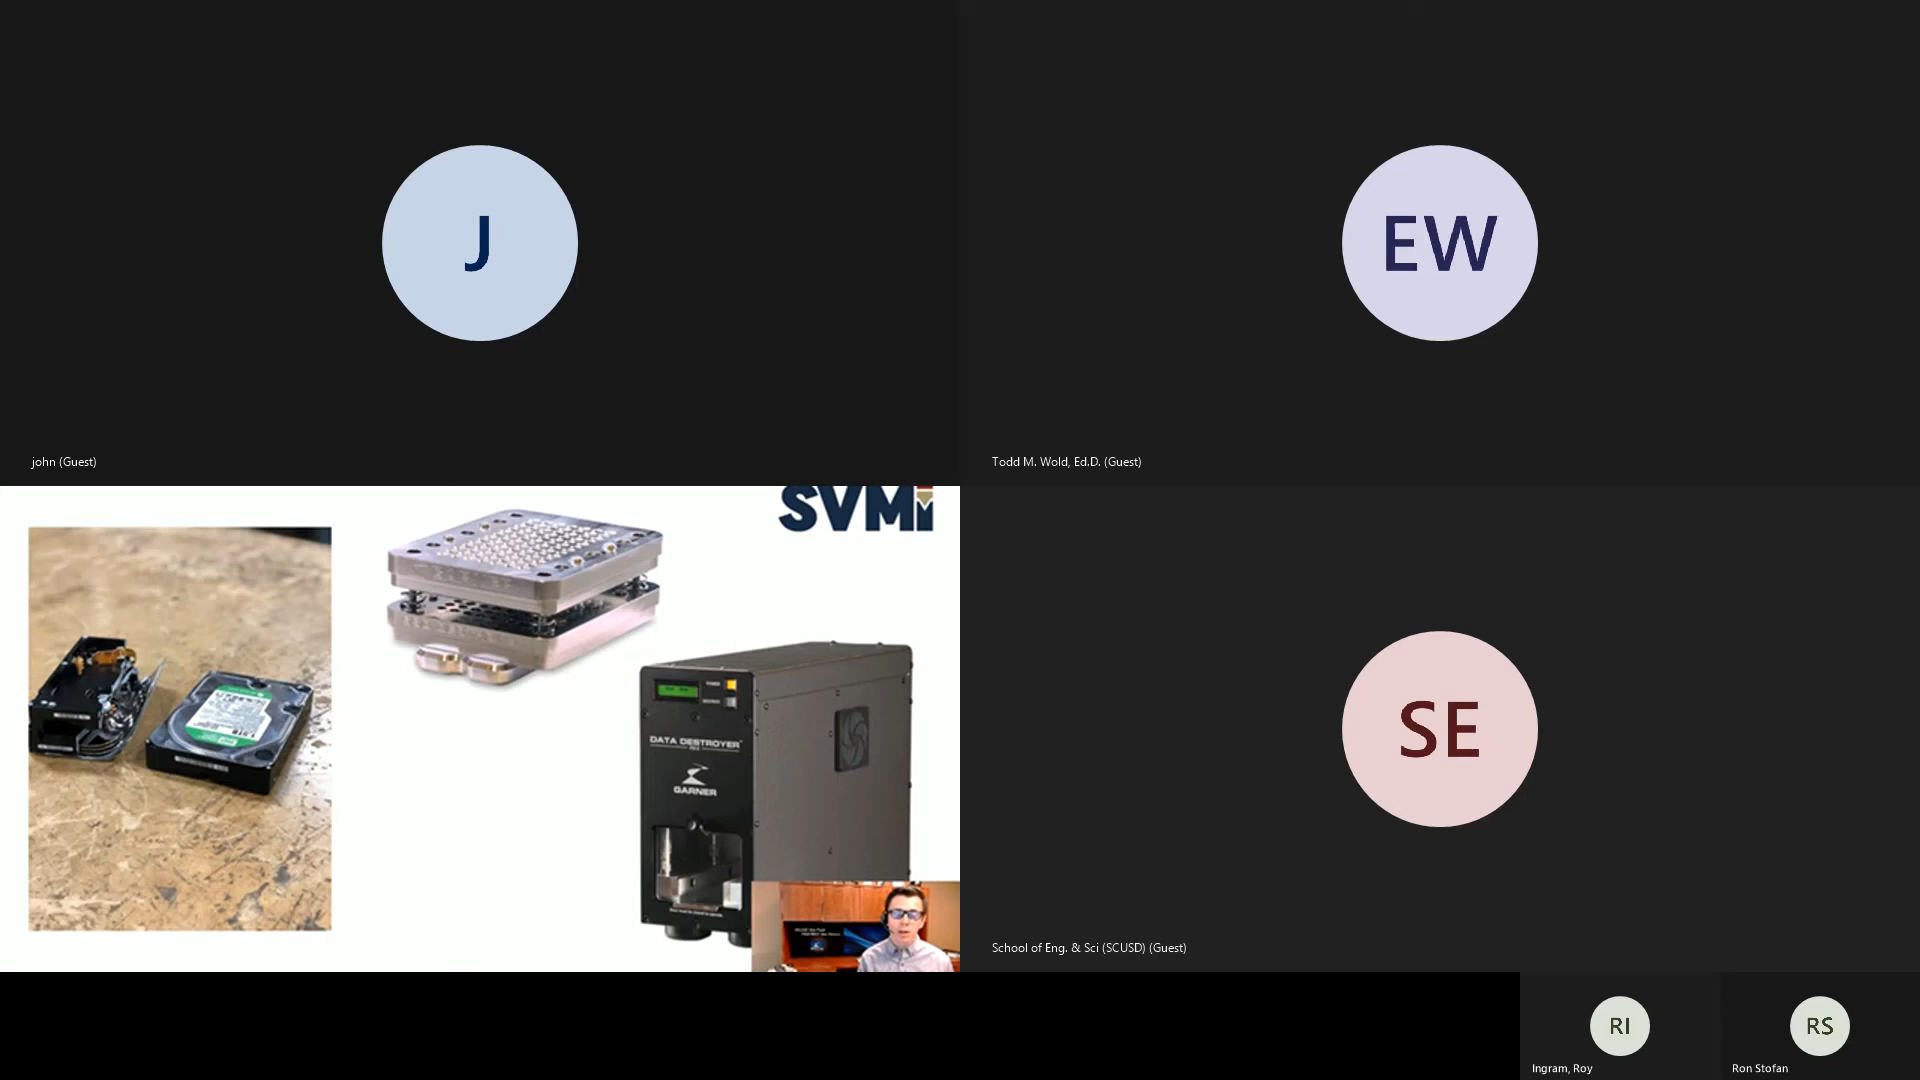 J
john (Guest)
EW
Todd M. Wold, Ed.D. (Guest)
SVMi
DATA DESTROYER
GARNER
SE
School of Eng. & Sci (SCUSD) (Guest)
RI
Ingram, Roy
RS
Ron Stofan